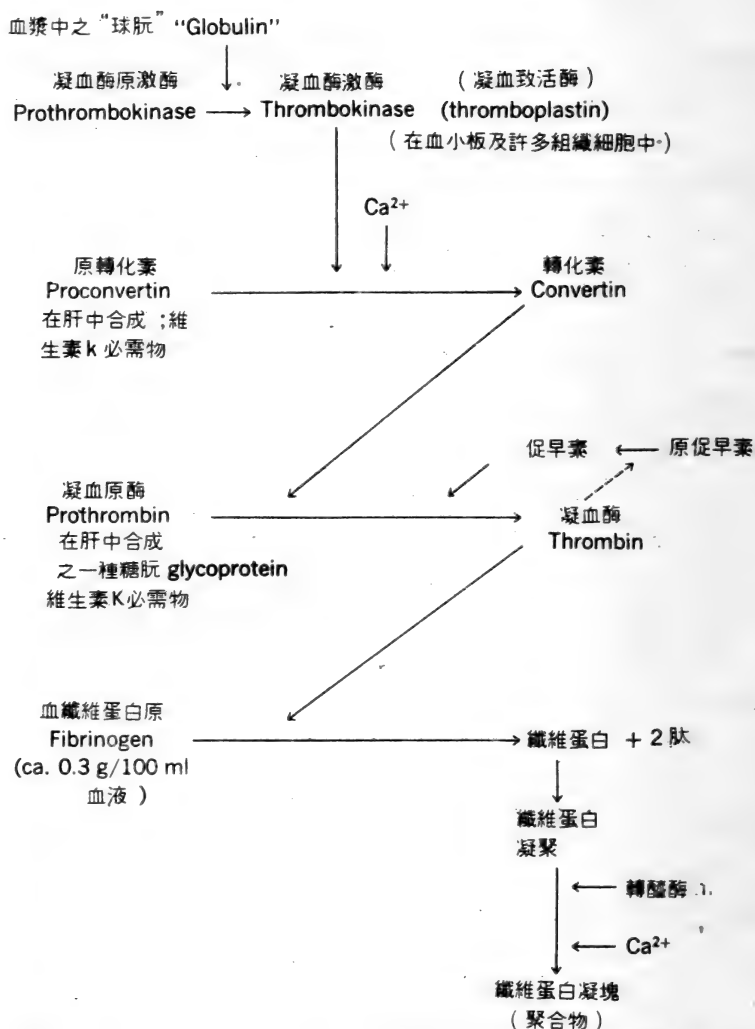 血漿中之 “球朊” “Globulin”
凝血酶原激酶 凝血酶激酶 ( 凝血致活酶 )
Prothrombokinase Thrombokinase (thromboplastin)
( 在血小板及許多組織細胞中 )
Ca²⁺
原轉化素 轉化素
Proconvertin Convertin
在肝中合成 ;維
生素k 必需物
促早素 原促早素
凝血原酶 凝血酶
Prothrombin Thrombin
在肝中合成
之一種糖朊 glycoprotein
維生素K必需物
血纖維蛋白原
Fibrinogen 纖維蛋白 + 2肽
(ca. 0.3 g/100 ml
血液 )
纖維蛋白
凝聚
Ca²⁺
纖維蛋白凝塊
( 聚合物 )